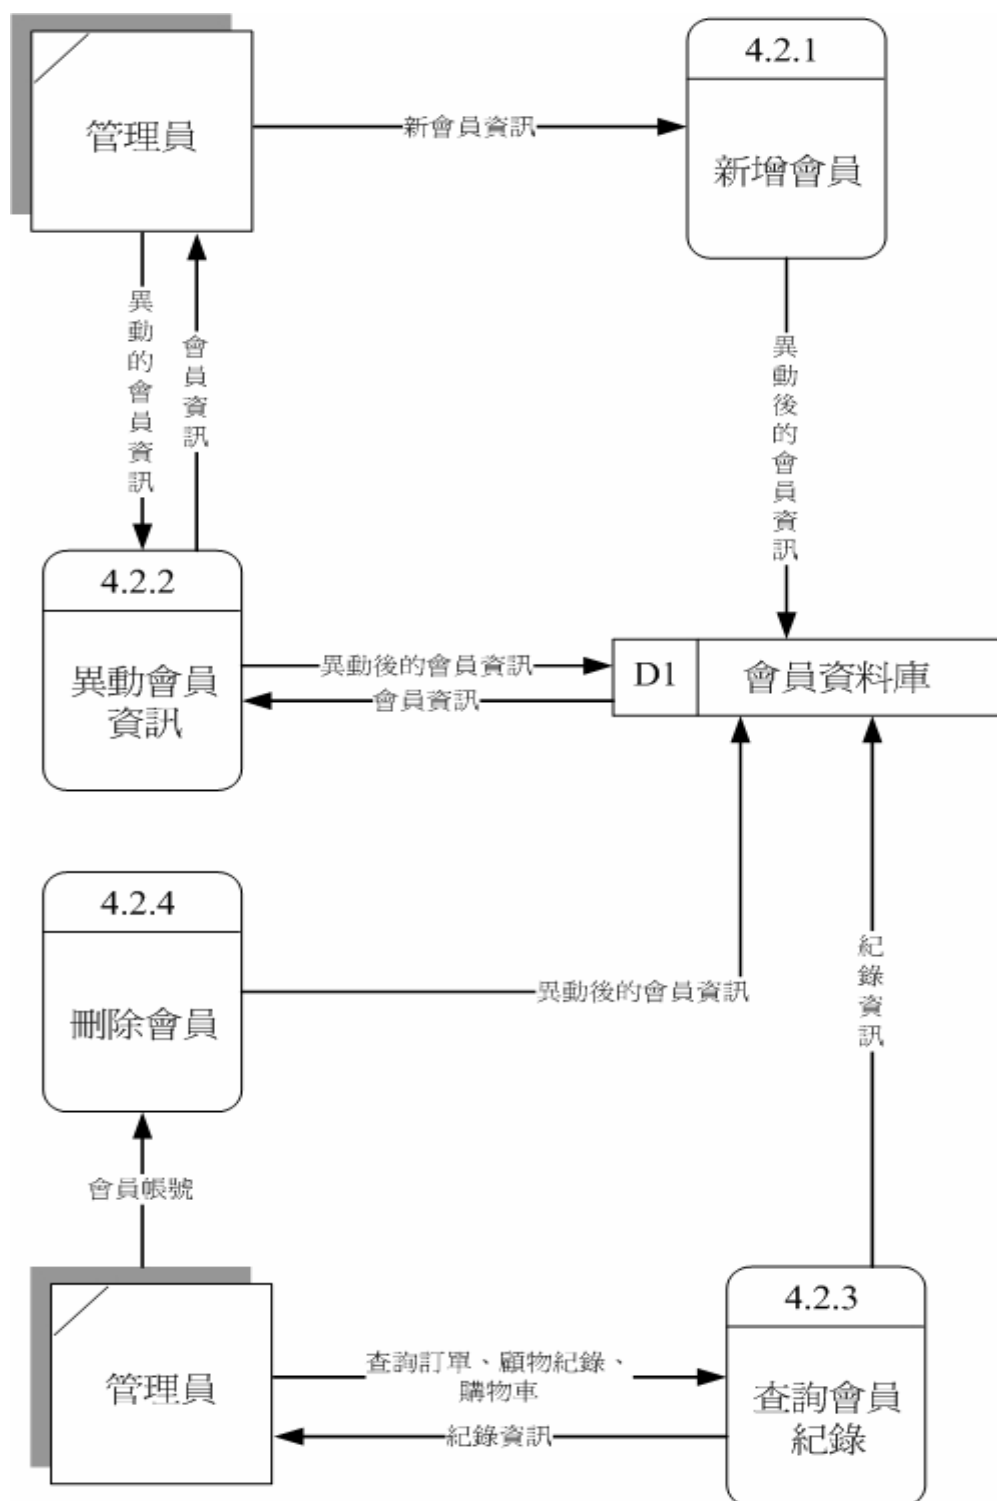 管理員
新會員資訊
4.2.1
新增會員
異動的會員資訊
會員資訊
異動後的會員資訊
4.2.2
異動會員
資訊
異動後的會員資訊
會員資訊
D1
會員資料庫
4.2.4
刪除會員
異動後的會員資訊
紀錄資訊
會員帳號
管理員
查詢訂單、顧物紀錄、
購物車
紀錄資訊
4.2.3
查詢會員
紀錄